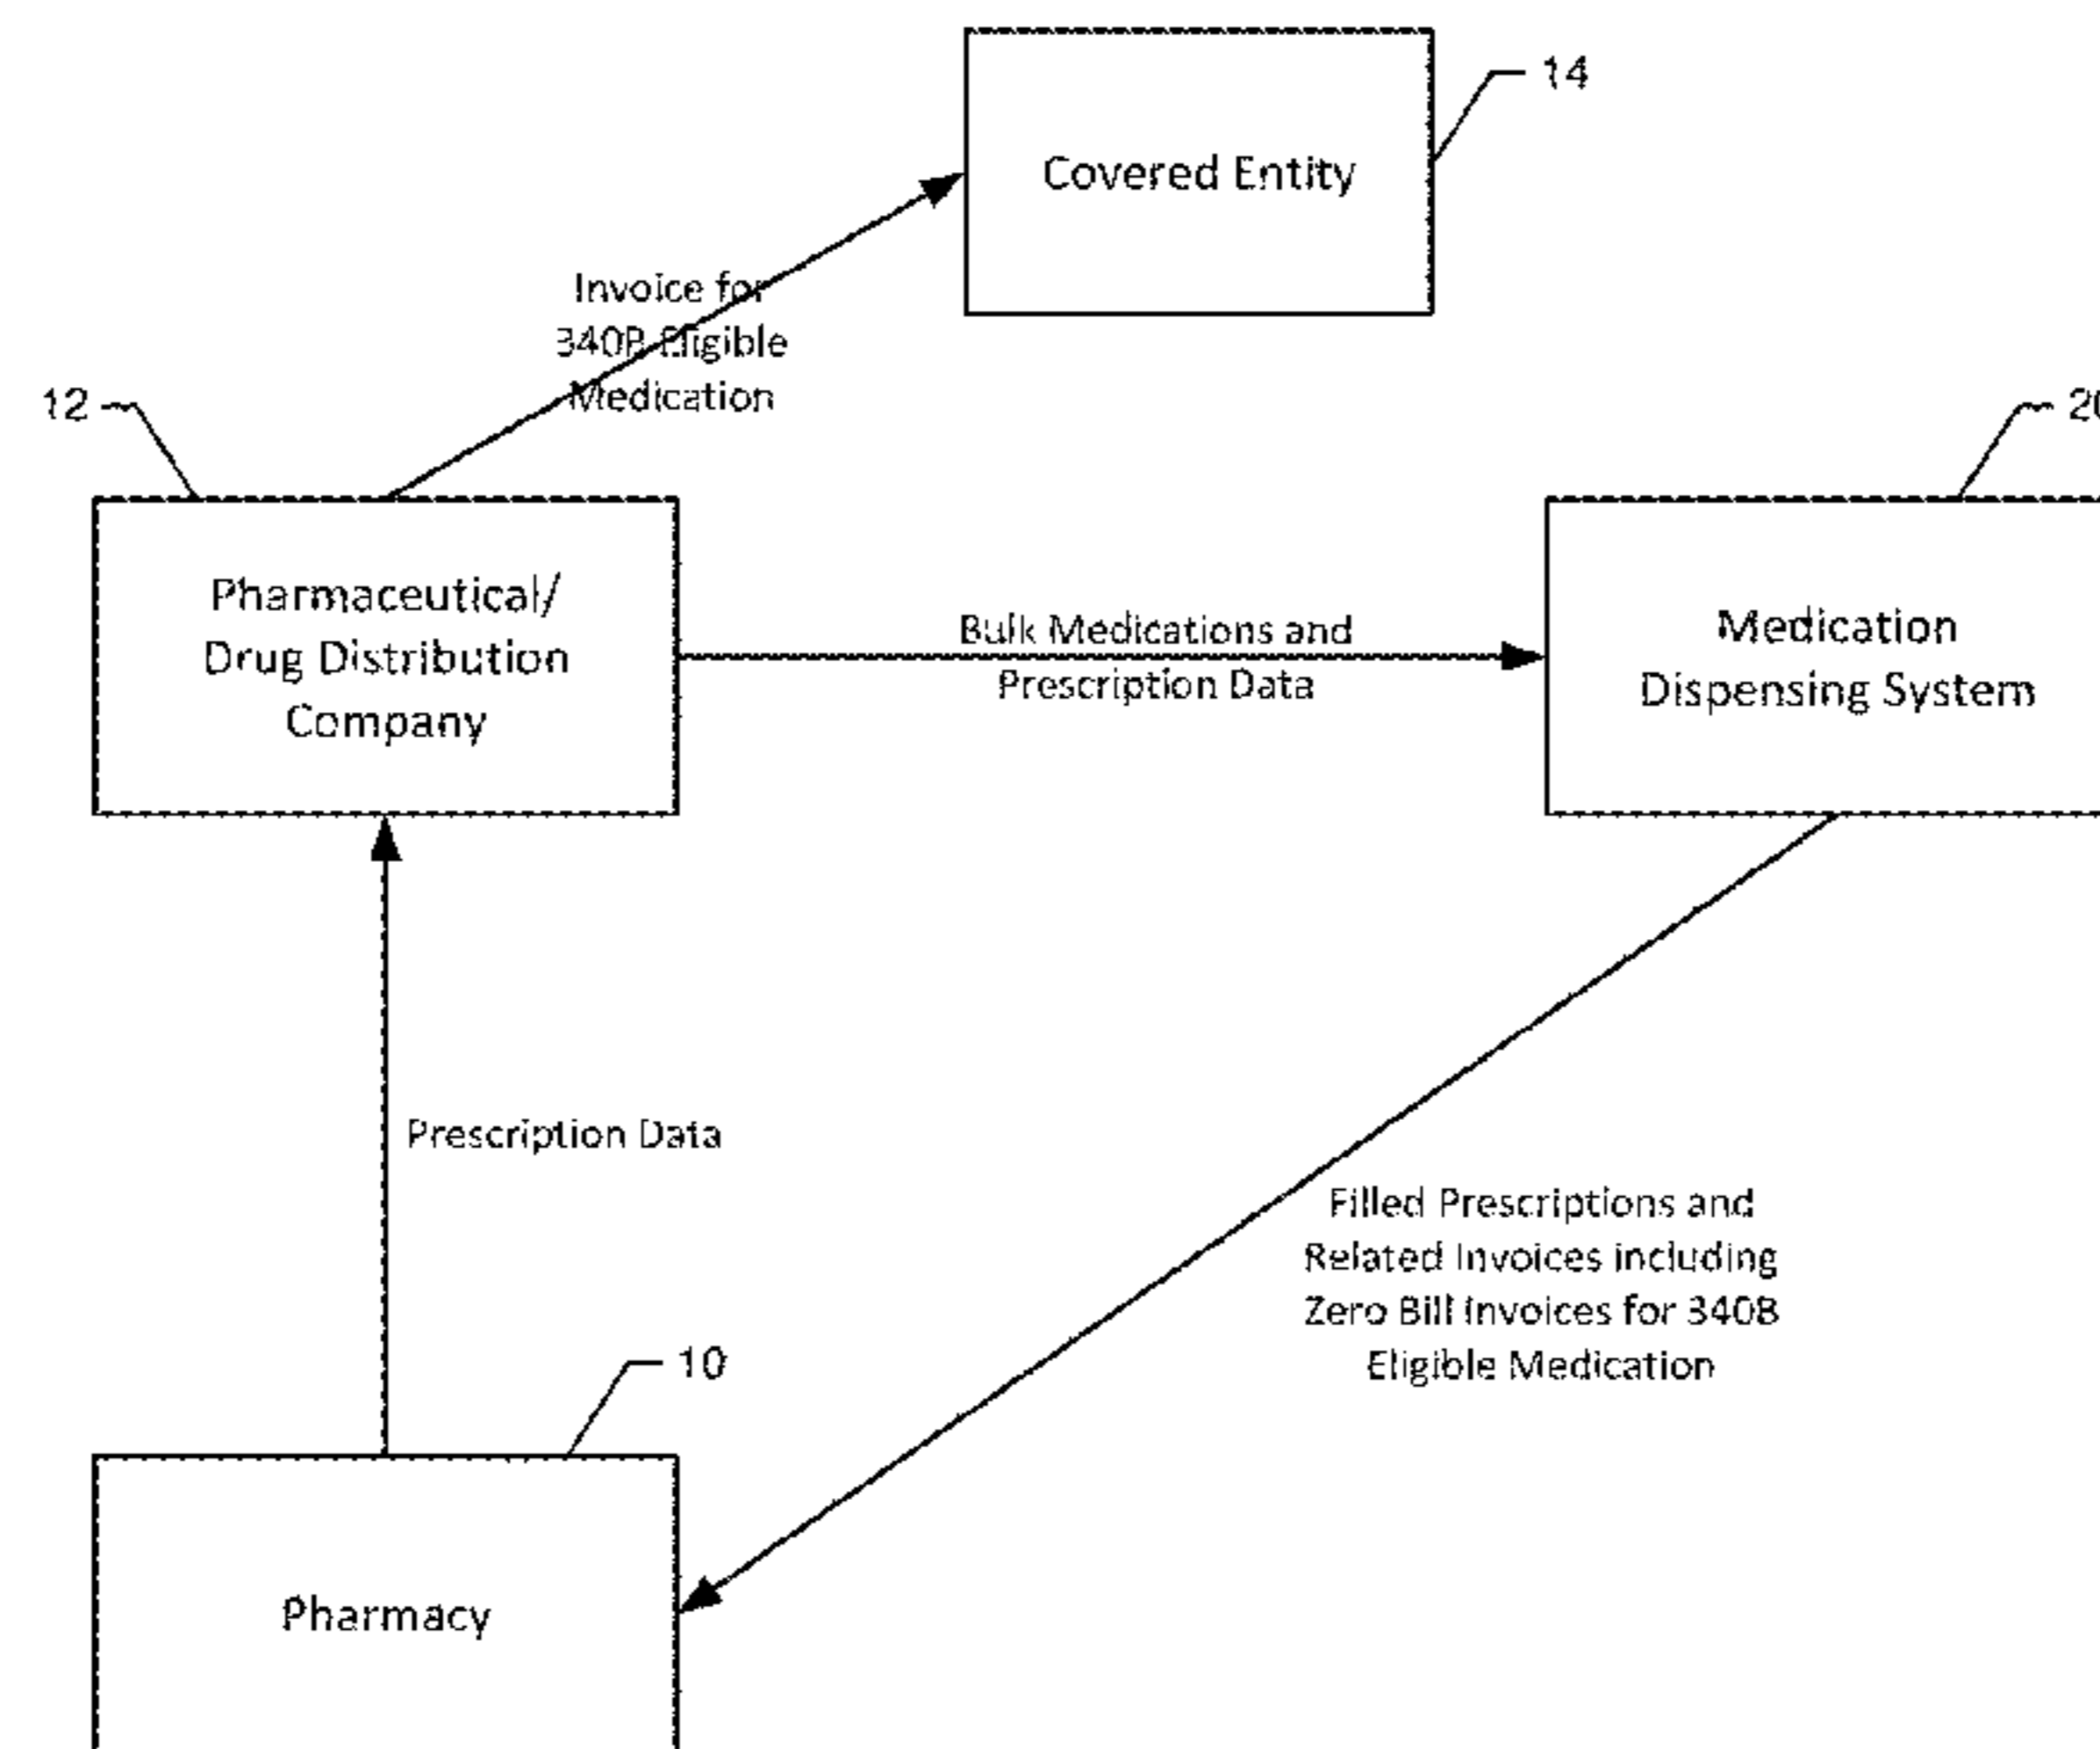 14
Covered Entity
Invoice for
340B Eligible
Medication
12
20
Pharmaceutical/
Drug Distribution
Company
Bulk Medications and
Prescription Data
Medication
Dispensing System
Prescription Data
Filled Prescriptions and
Related Invoices including
Zero Bill Invoices for 340B
Eligible Medication
10
Pharmacy